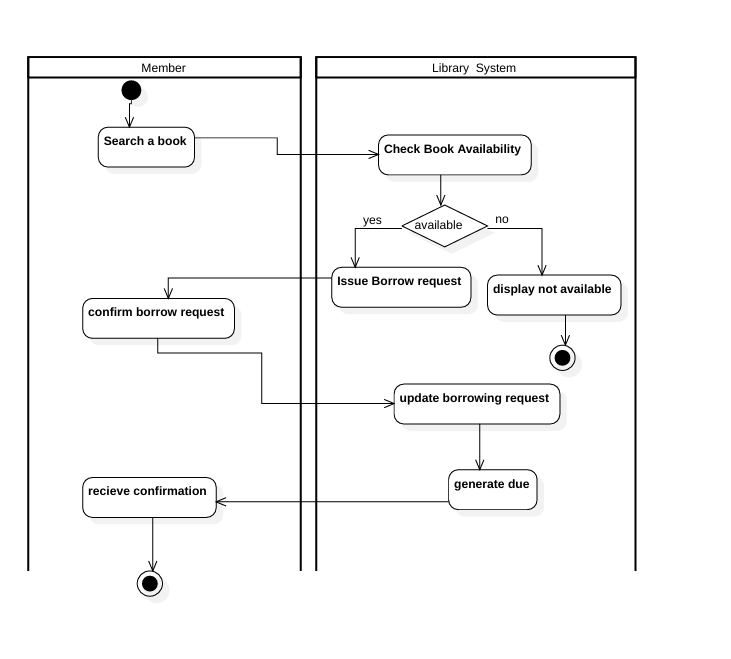 Member
Library System
Search a book
Check Book Availability
yes
available
no
Issue Borrow request
display not available
confirm borrow request
update borrowing request
generate due
recieve confirmation